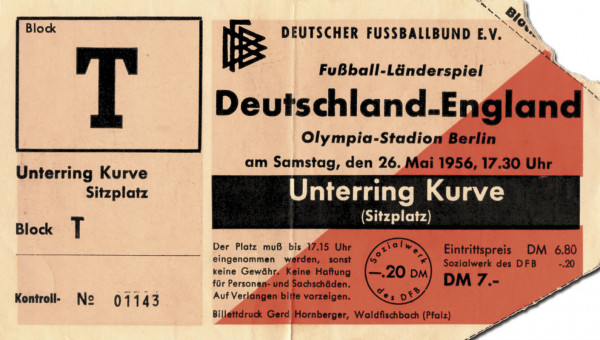 Block
T
Unterring Kurve
Sitzplatz
Block T
Kontroll- No 01143
DFB
DEUTSCHER FUSSBALLBUND E.V.
Fußball-Länderspiel
Deutschland-England
Olympia-Stadion Berlin
am Samstag, den 26. Mai 1956, 17.30 Uhr
Unterring Kurve
(Sitzplatz)
Der Platz muß bis 17.15 Uhr
eingenommen werden, sonst
keine Gewähr. Keine Haftung
für Personen- und Sachschäden.
Auf Verlangen bitte vorzeigen.
Sozialwerk
—.20 DM
des DFB
Eintrittspreis DM 6.80
Sozialwerk des DFB -.20
DM 7.-
Billettdruck Gerd Hornberger, Waldfischbach (Pfalz)